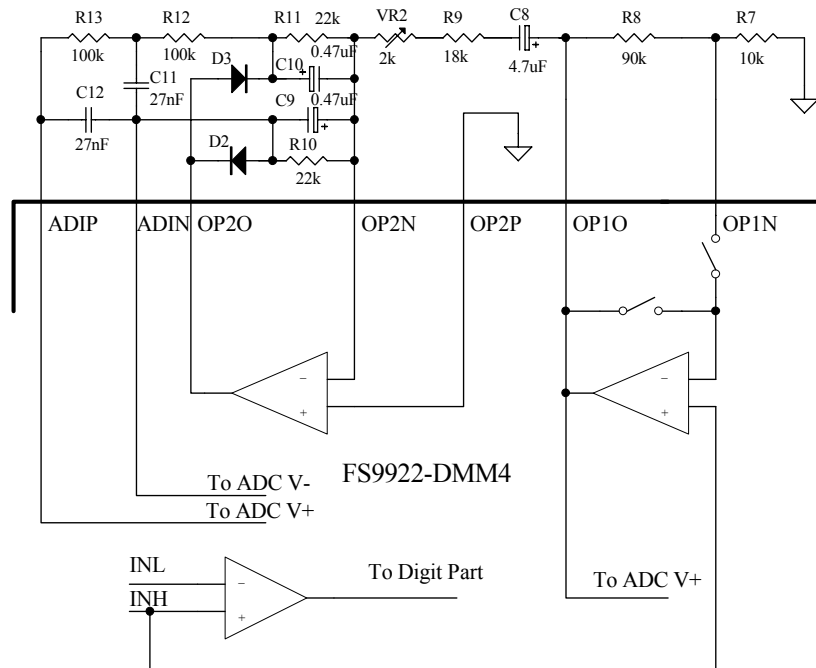 R13
100k
R12
100k
R11
22k
0.47uF
VR2
2k
R9
18k
C8
4.7uF
R8
90k
R7
10k
D3
C10
0.47uF
C11
27nF
C12
27nF
C9
D2
R10
22k
ADIP
ADIN
OP2O
OP2N
OP2P
OP1O
OP1N
−
+
−
+
FS9922-DMM4
To ADC V-
To ADC V+
INL
INH
−
+
To Digit Part
To ADC V+